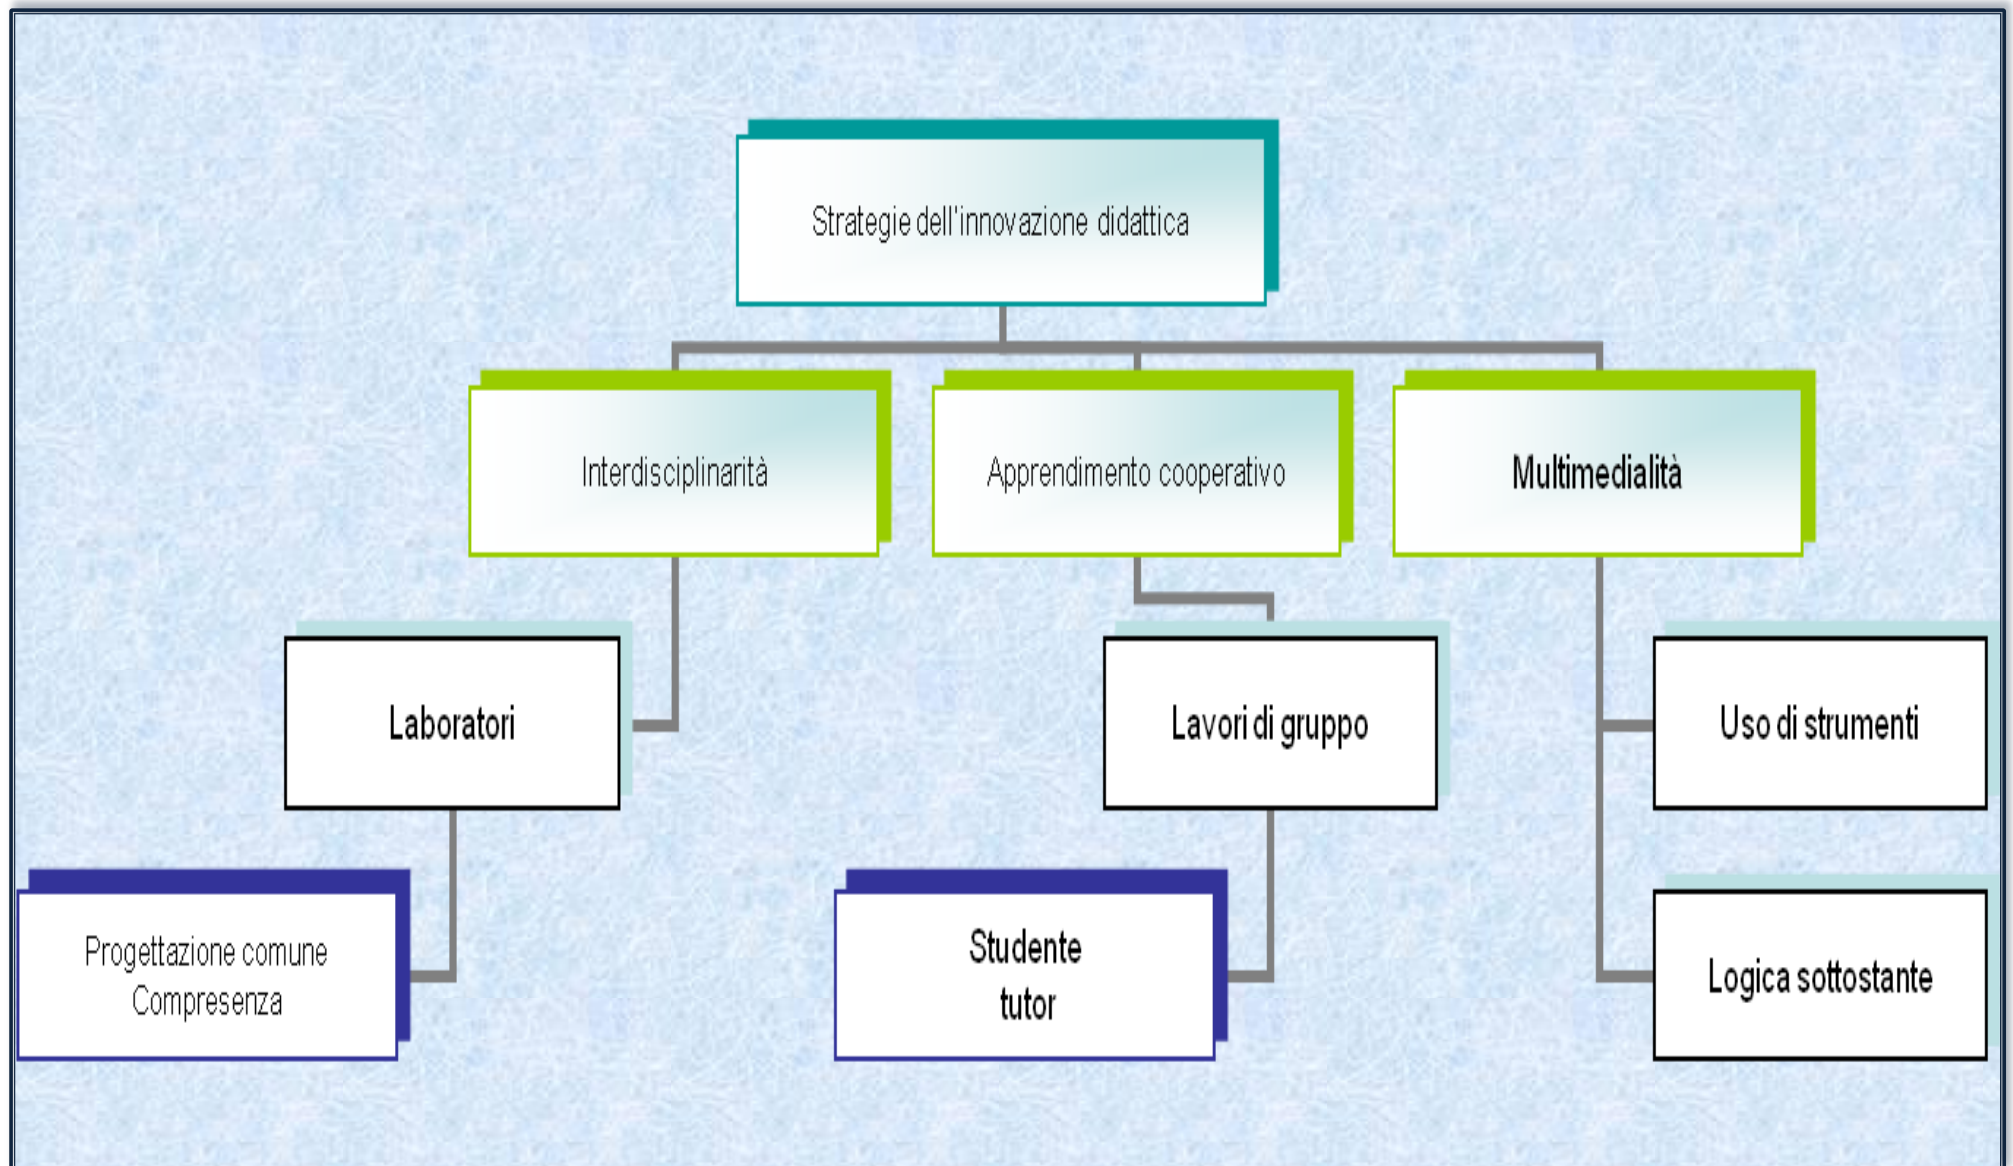 Strategie dell'innovazione didattica
Interdisciplinarità
Apprendimento cooperativo
Multimedialità
Laboratori
Lavori di gruppo
Uso di strumenti
Progettazione comune
Compresenza
Studente
tutor
Logica sottostante